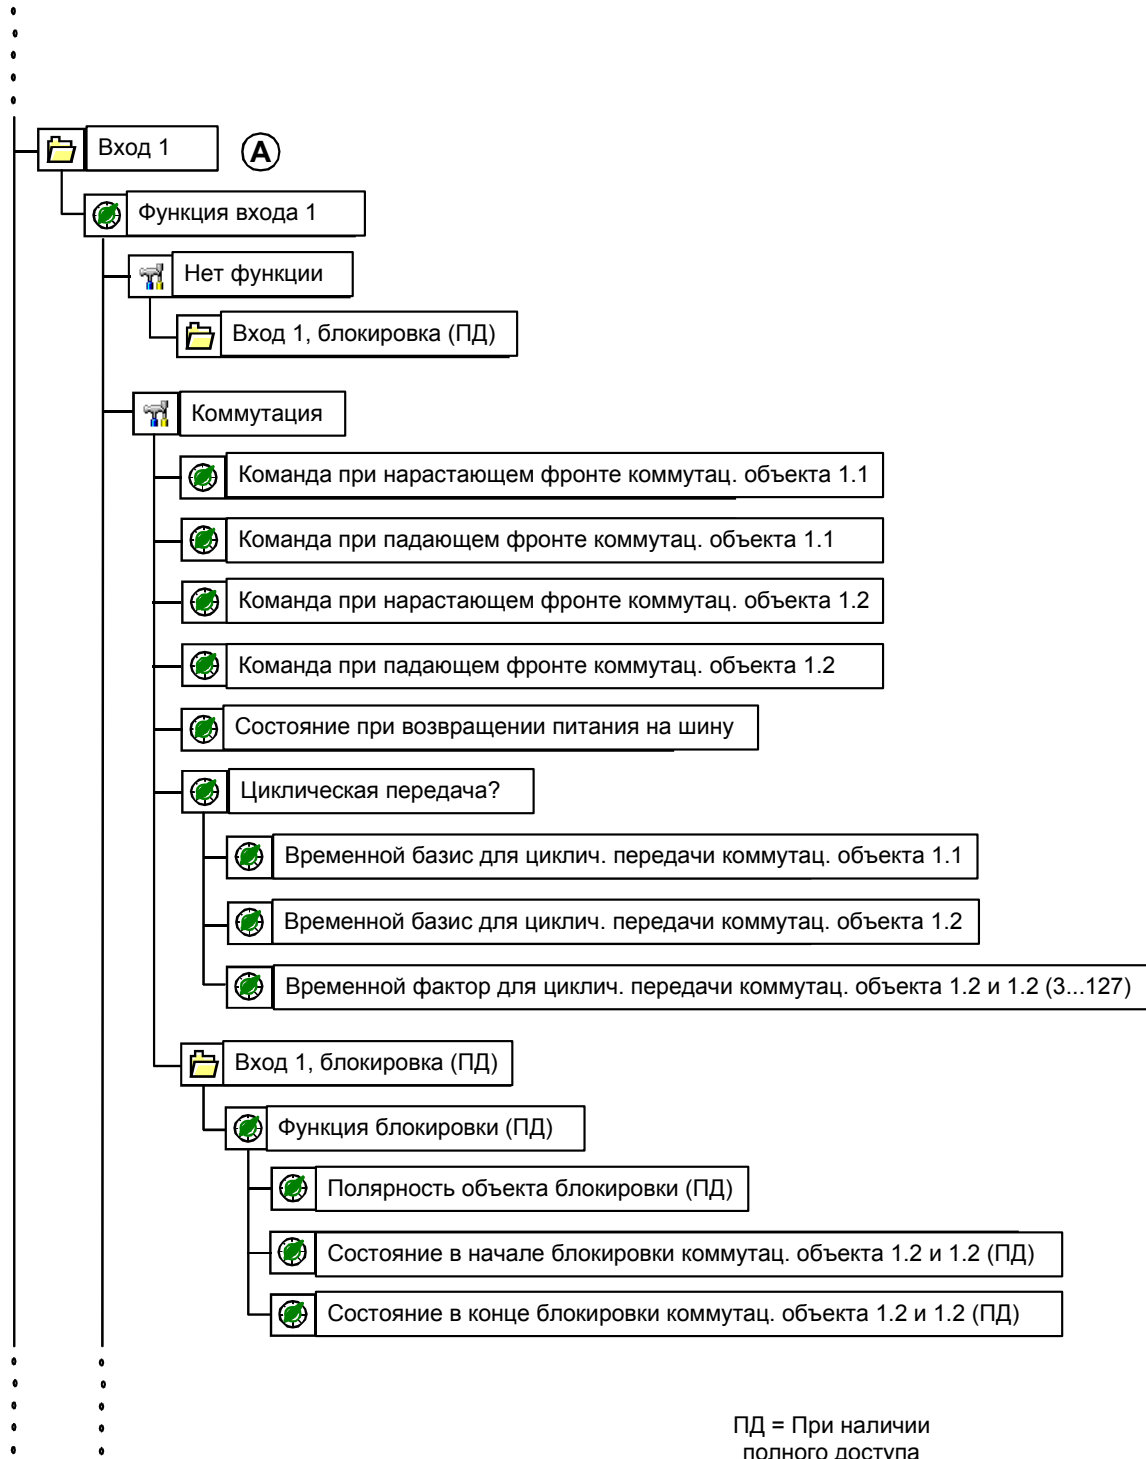 Вход 1
A
Функция входа 1
Нет функции
Вход 1, блокировка (ПД)
Коммутация
Команда при нарастающем фронте коммутац. объекта 1.1
Команда при падающем фронте коммутац. объекта 1.1
Команда при нарастающем фронте коммутац. объекта 1.2
Команда при падающем фронте коммутац. объекта 1.2
Состояние при возвращении питания на шину
Циклическая передача?
Временной базис для циклич. передачи коммутац. объекта 1.1
Временной базис для циклич. передачи коммутац. объекта 1.2
Временной фактор для циклич. передачи коммутац. объекта 1.2 и 1.2 (3...127)
Вход 1, блокировка (ПД)
Функция блокировки (ПД)
Полярность объекта блокировки (ПД)
Состояние в начале блокировки коммутац. объекта 1.2 и 1.2 (ПД)
Состояние в конце блокировки коммутац. объекта 1.2 и 1.2 (ПД)
ПД = При наличии
полного доступа